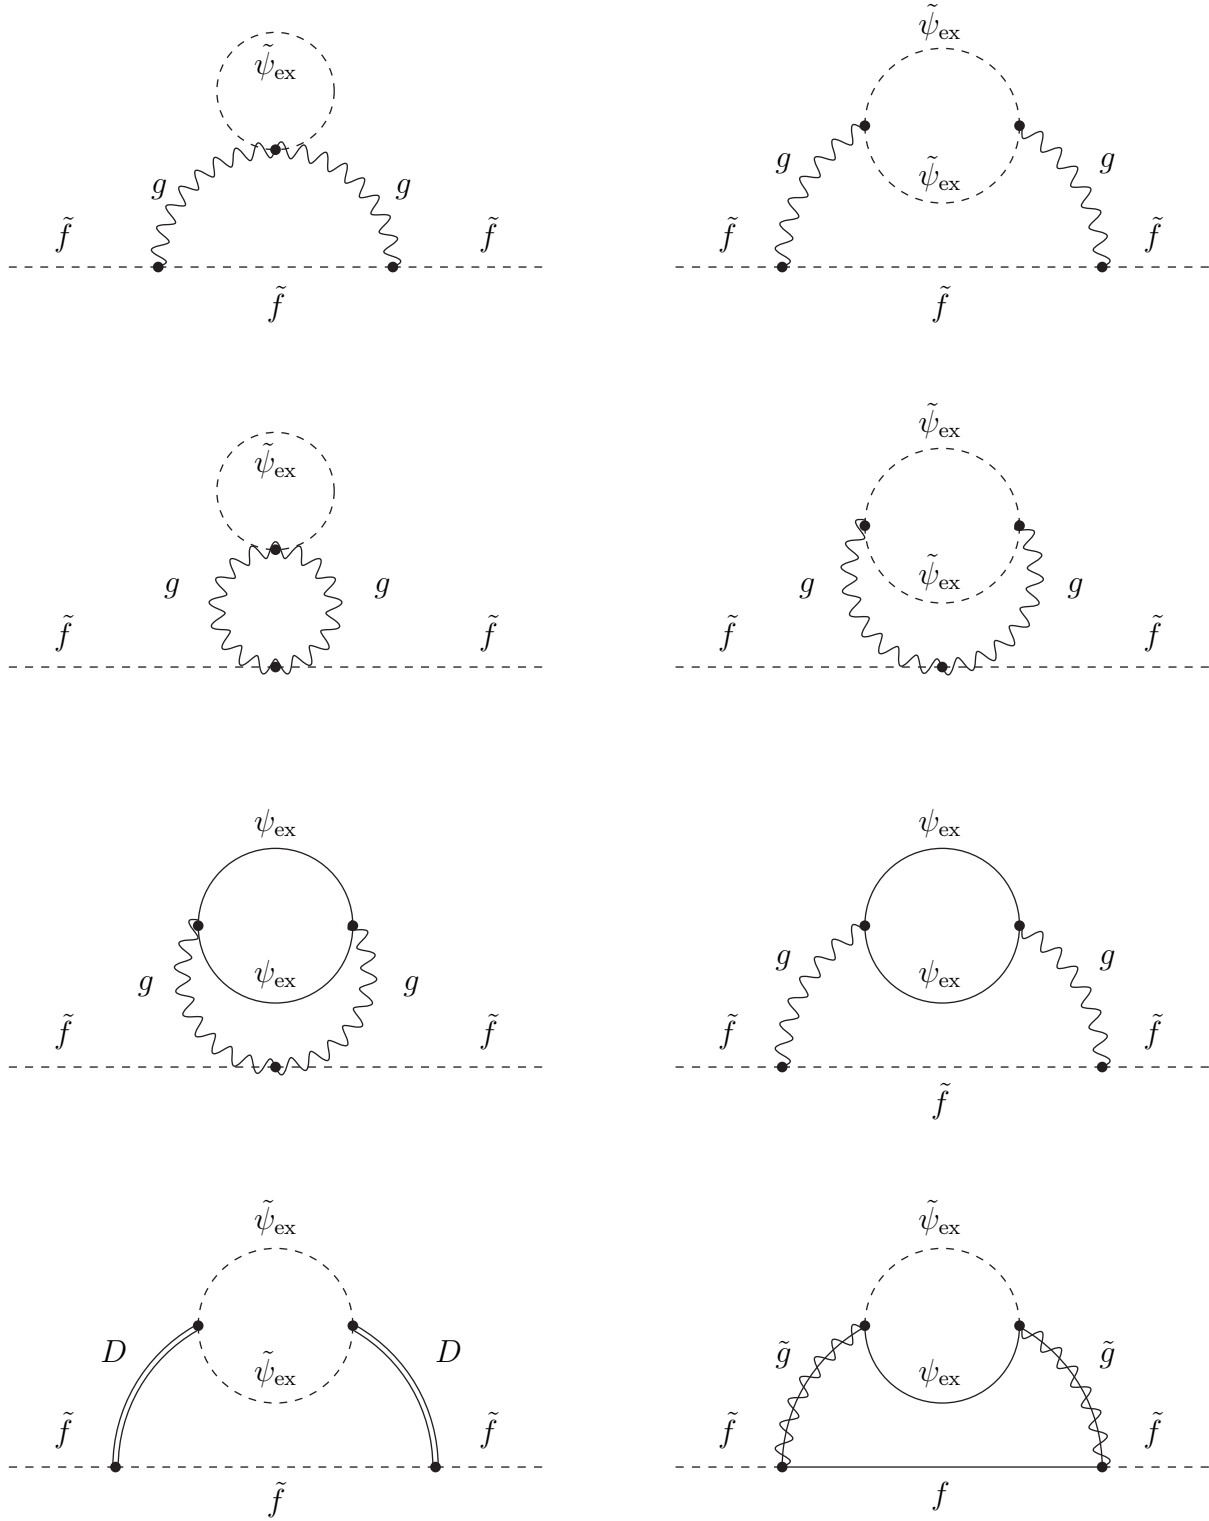 ψ̃ex
g g
f̃ f̃
f̃
ψ̃ex
g ψ̃ex g
f̃ f̃
f̃
ψ̃ex
g g
f̃ f̃
ψ̃ex
g ψ̃ex g
f̃ f̃
ψex
g ψex g
f̃ f̃
ψex
g ψex g
f̃ f̃
f̃
ψ̃ex
D ψ̃ex D
f̃ f̃
f̃
ψ̃ex
g̃ ψex g̃
f̃ f̃
f